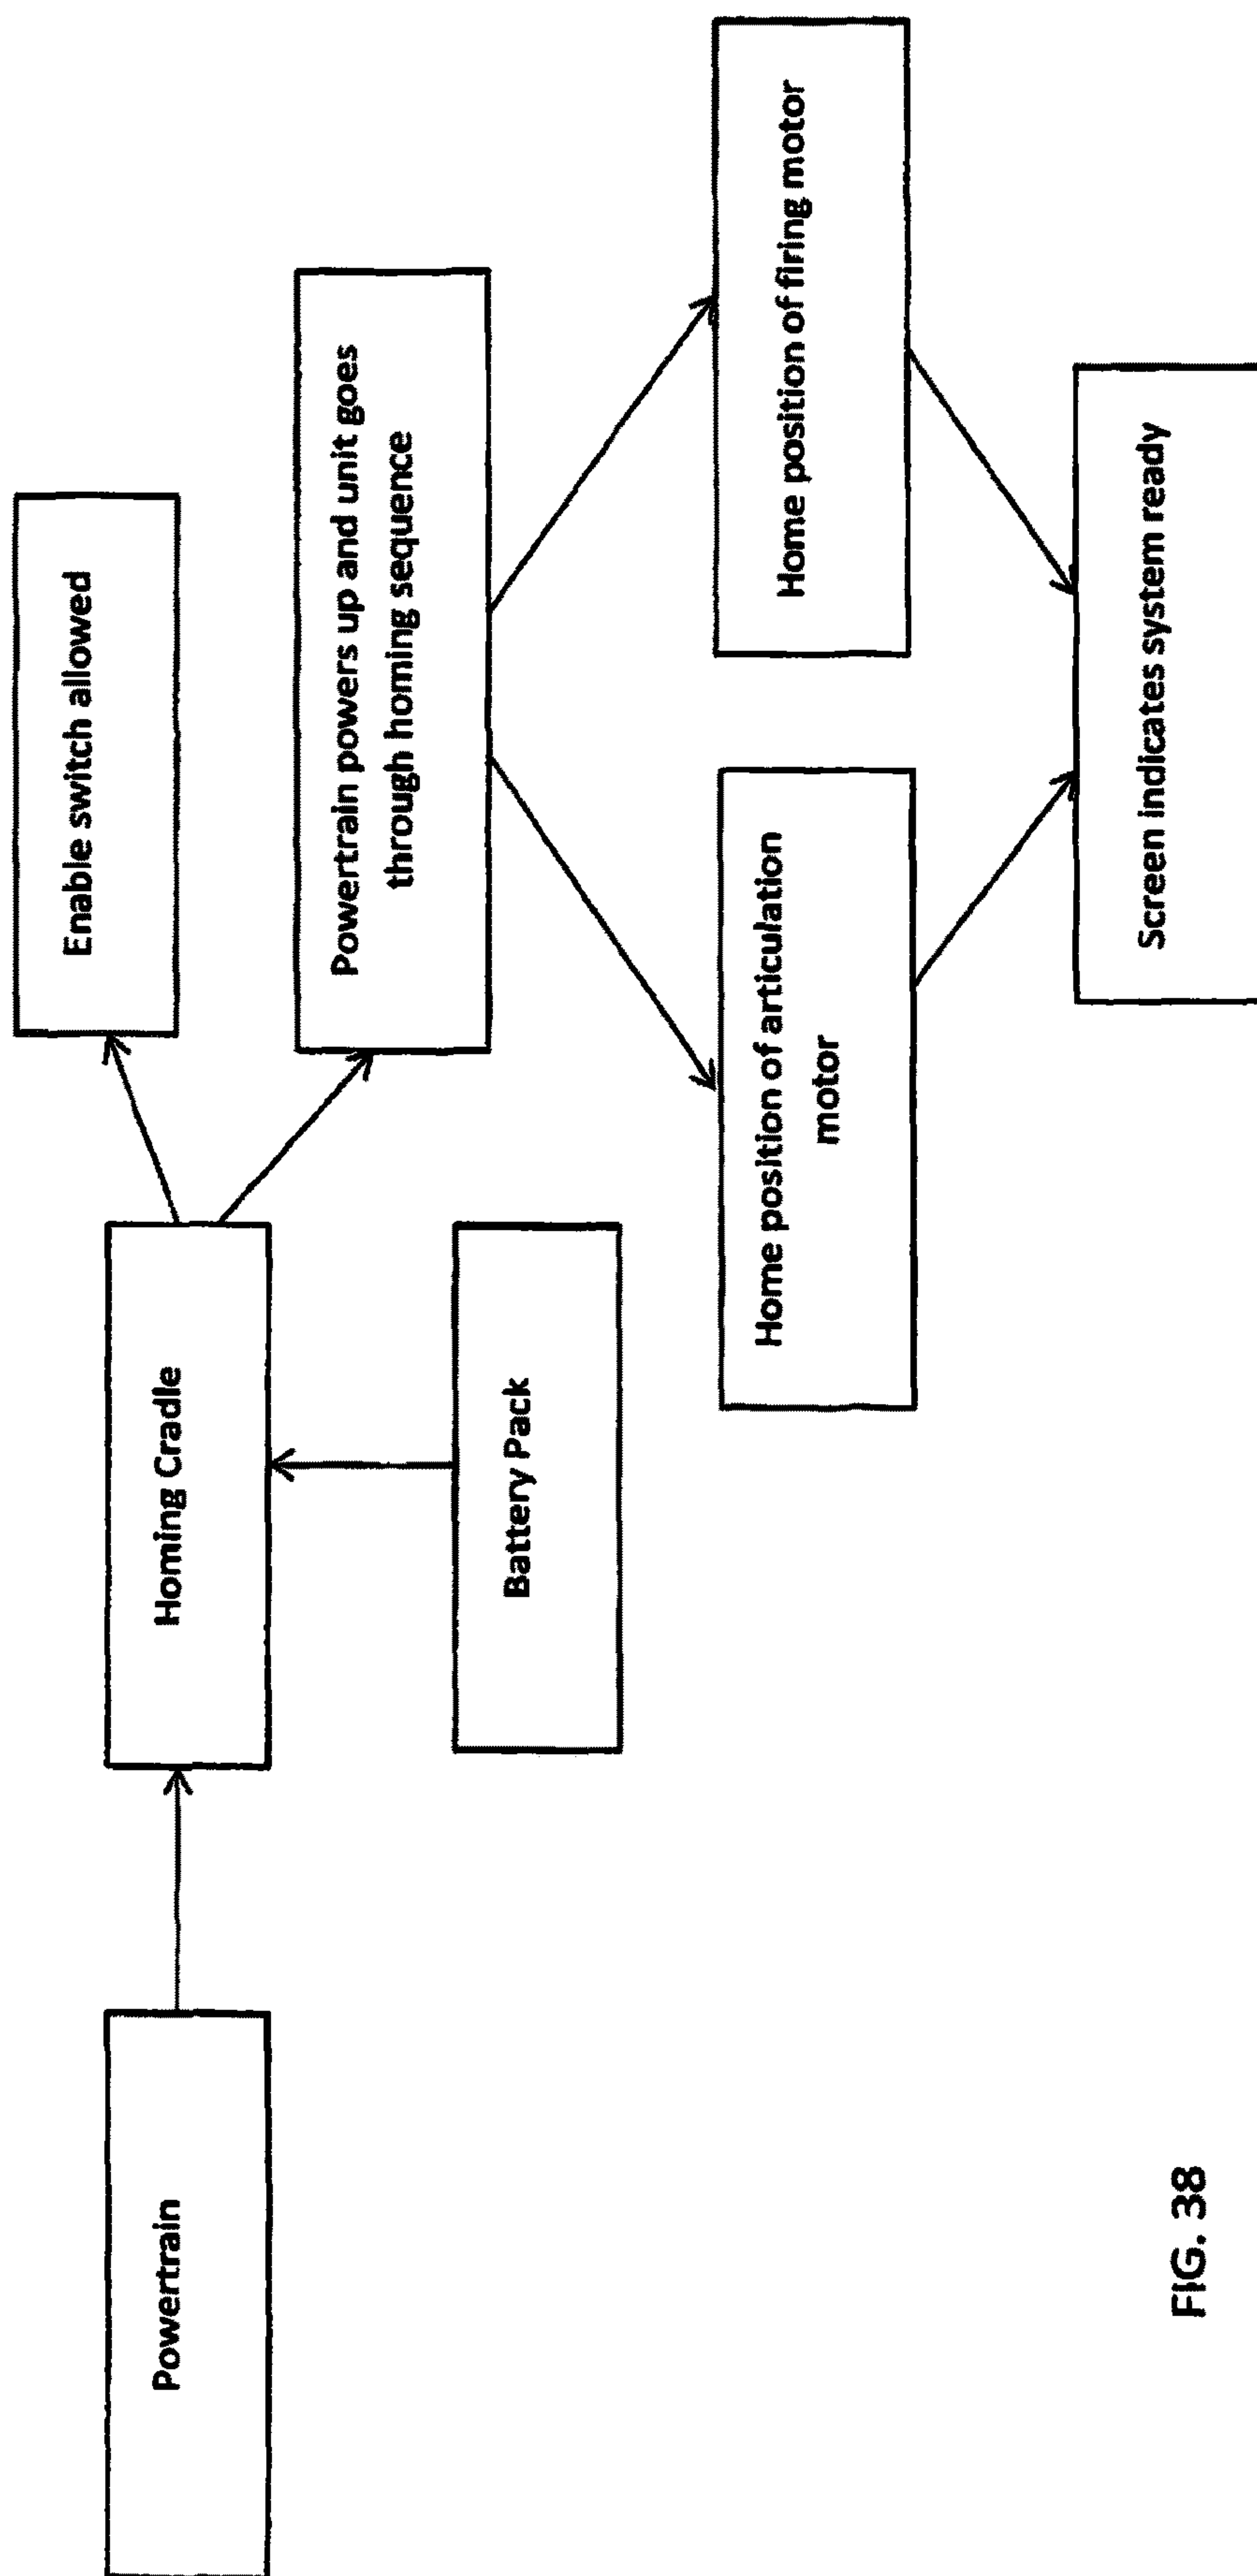 Powertrain
Homing Cradle
Battery Pack
Enable switch allowed
Powertrain powers up and unit goes
through homing sequence
Home position of articulation
motor
Home position of firing motor
Screen indicates system ready
FIG. 38